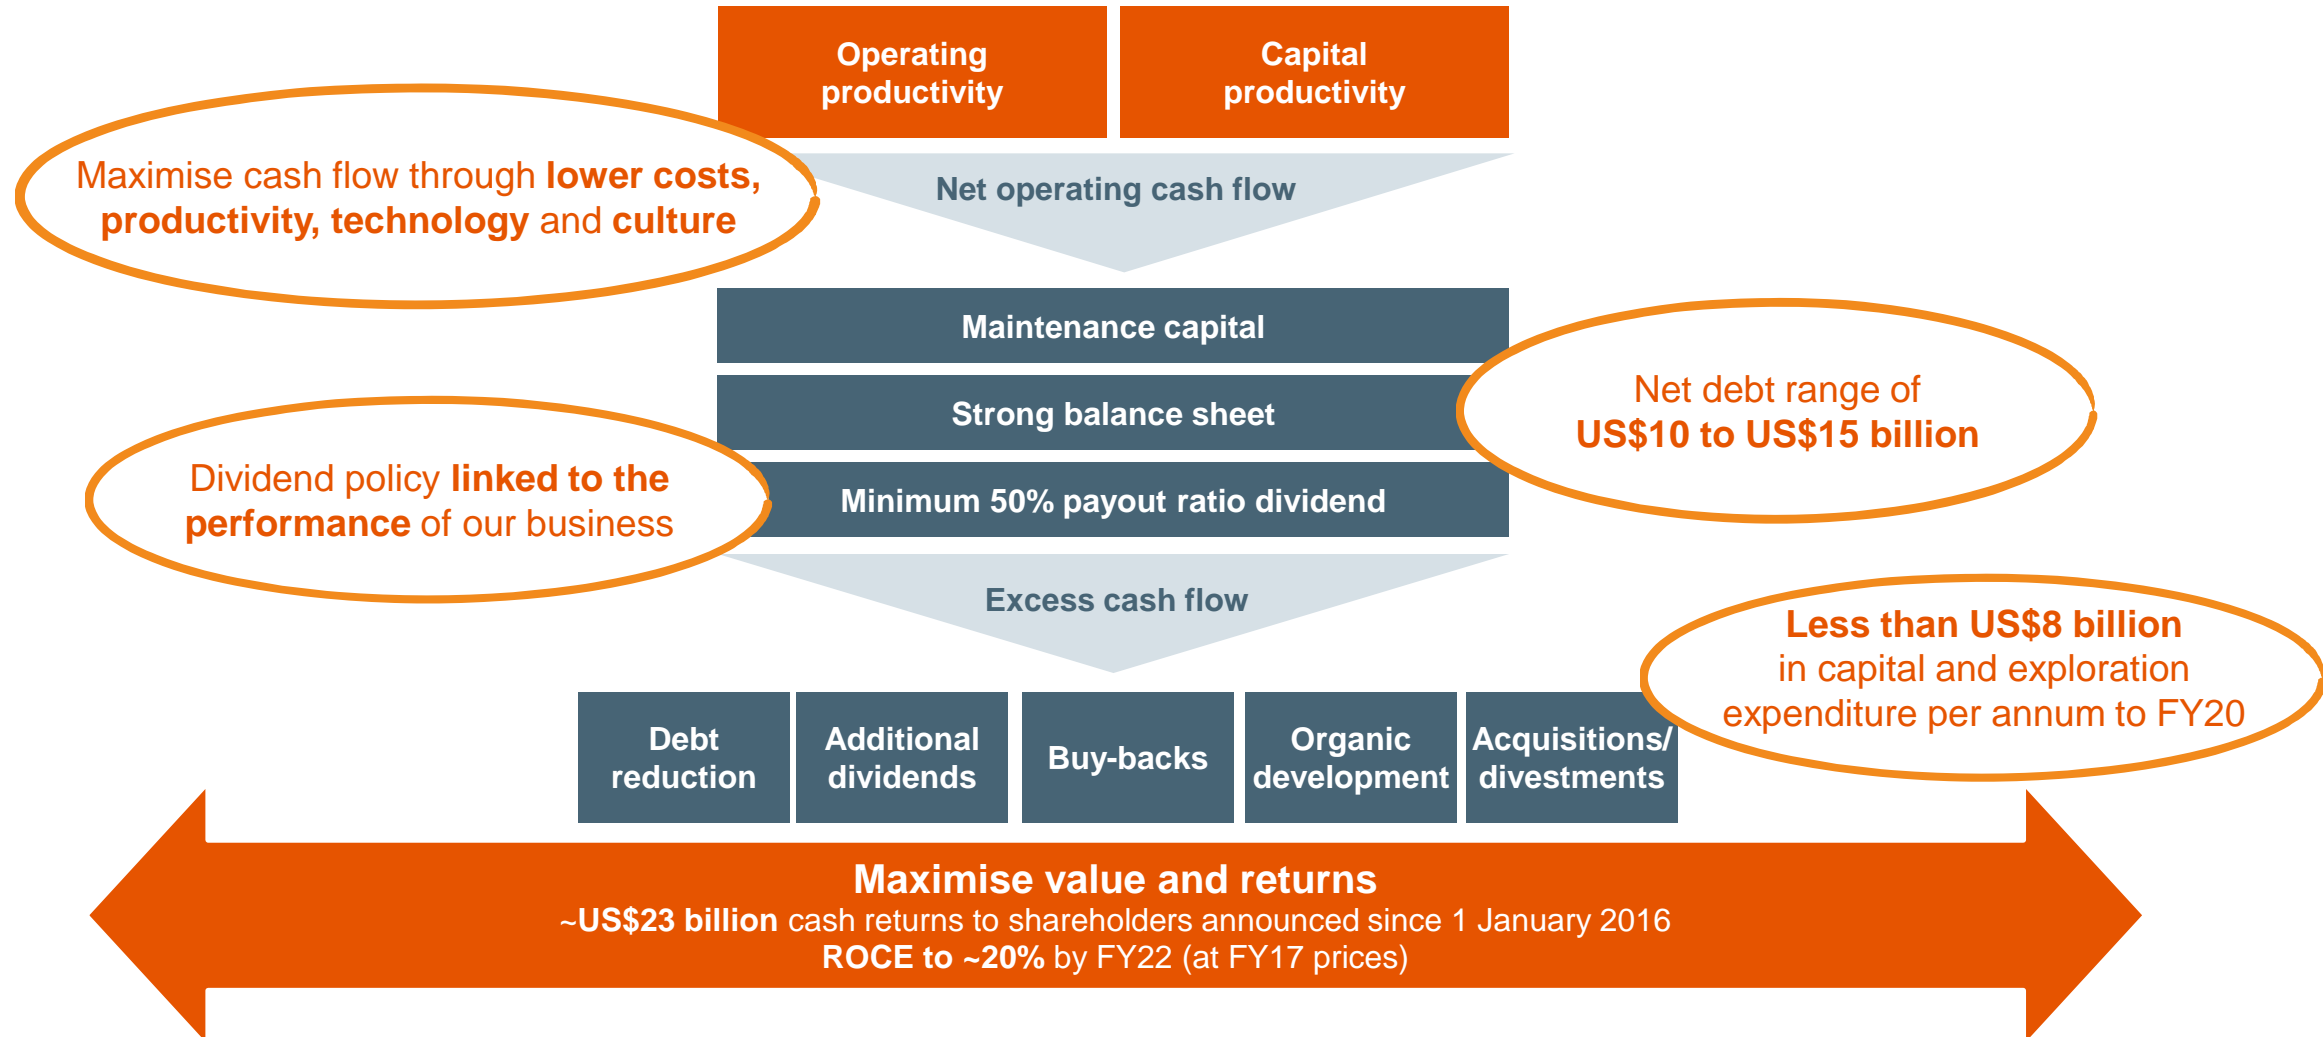 Operating
productivity
Capital
productivity
Maximise cash flow through lower costs,
productivity, technology and culture
Net operating cash flow
Maintenance capital
Strong balance sheet
Net debt range of
US$10 to US$15 billion
Dividend policy linked to the
performance of our business
Minimum 50% payout ratio dividend
Excess cash flow
Less than US$8 billion
in capital and exploration
expenditure per annum to FY20
Debt
reduction
Additional
dividends
Buy-backs
Organic
development
Acquisitions/
divestments
Maximise value and returns
~US$23 billion cash returns to shareholders announced since 1 January 2016
ROCE to ~20% by FY22 (at FY17 prices)